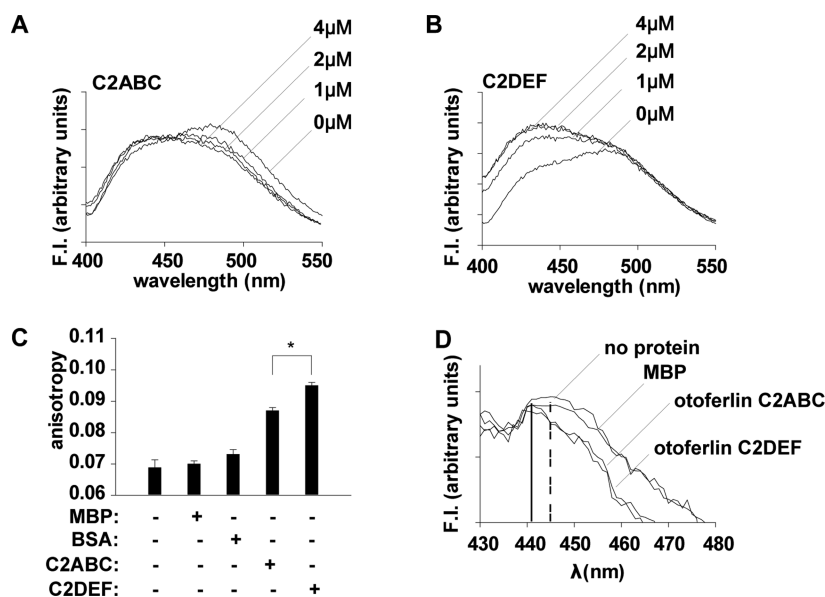 A
C2ABC
4μM
2μM
1μM
0μM
F.I. (arbitrary units)
400
450
500
550
wavelength (nm)
B
C2DEF
4μM
2μM
1μM
0μM
F.I. (arbitrary units)
400
450
500
550
wavelength (nm)
C
anisotropy
0.11
0.10
0.09
0.08
0.07
0.06
*
MBP: - + - - -
BSA: - - + - -
C2ABC: - - - + -
C2DEF: - - - - +
D
no protein
MBP
otoferlin C2ABC
otoferlin C2DEF
F.I. (arbitrary units)
430 440 450 460 470 480
λ(nm)